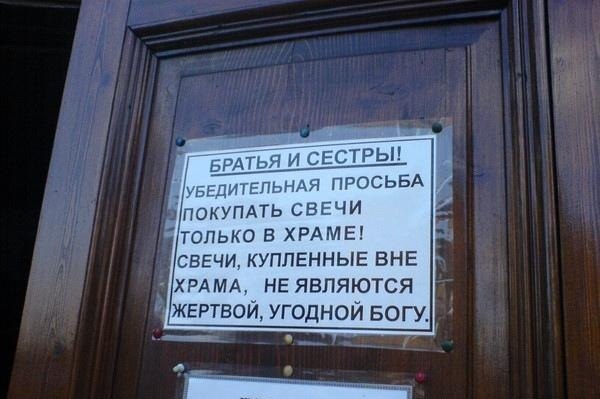 БРАТЬЯ И СЕСТРЫ!
УБЕДИТЕЛЬНАЯ ПРОСЬБА
ПОКУПАТЬ СВЕЧИ
ТОЛЬКО В ХРАМЕ!
СВЕЧИ, КУПЛЕННЫЕ ВНЕ
ХРАМА, НЕ ЯВЛЯЮТСЯ
ЖЕРТВОЙ, УГОДНОЙ БОГУ.